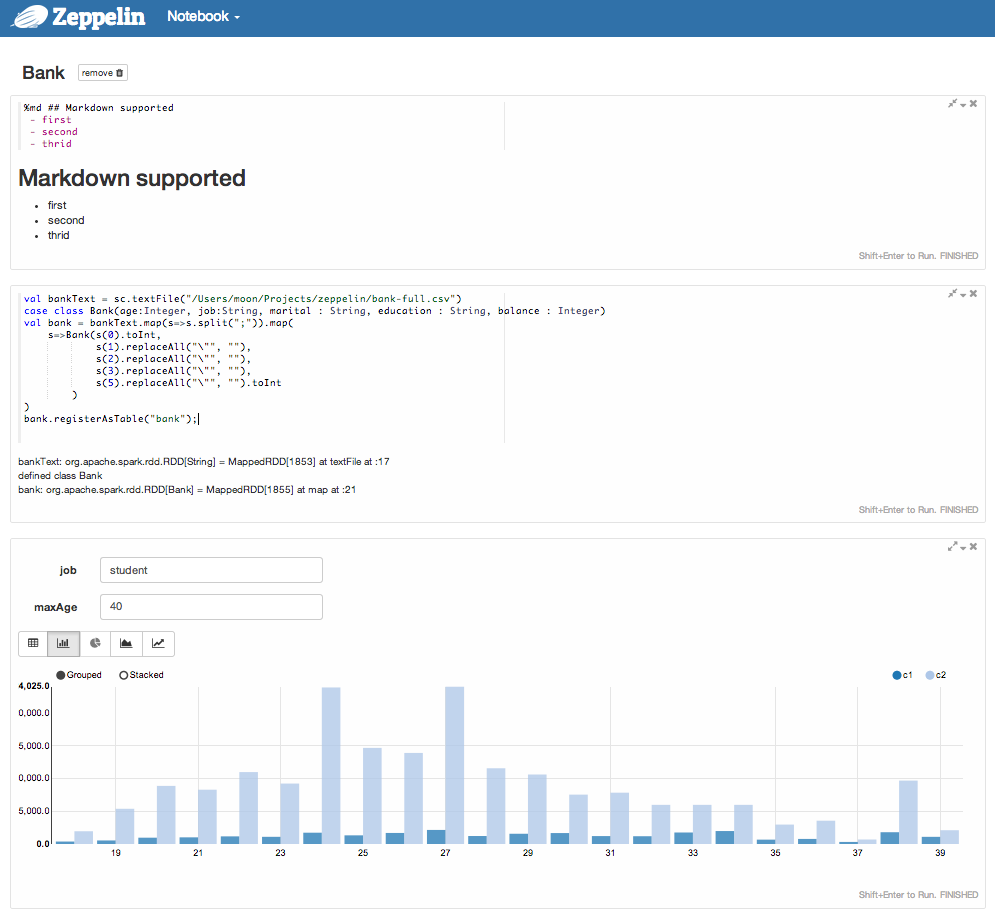 Zeppelin Notebook
Bank remove
%md ## Markdown supported
- first
- second
- thrid
Markdown supported
• first
• second
• thrid
Shift+Enter to Run. FINISHED
val bankText = sc.textFile("/Users/moon/Projects/zeppelin/bank-full.csv")
case class Bank(age:Integer, job:String, marital : String, education : String, balance : Integer)
val bank = bankText.map(s=>s.split(";")).map(
s=>Bank(s(0).toInt,
s(1).replaceAll("\"", ""),
s(2).replaceAll("\"", ""),
s(3).replaceAll("\"", ""),
s(5).replaceAll("\"", "").toInt
)
)
bank.registerAsTable("bank");
bankText: org.apache.spark.rdd.RDD[String] = MappedRDD[1853] at textFile at :17
defined class Bank
bank: org.apache.spark.rdd.RDD[Bank] = MappedRDD[1855] at map at :21
Shift+Enter to Run. FINISHED
job student
maxAge 40
Grouped Stacked c1 c2
4,025.0
0,000.0
5,000.0
0,000.0
5,000.0
0.0
19 21 23 25 27 29 31 33 35 37 39
Shift+Enter to Run. FINISHED